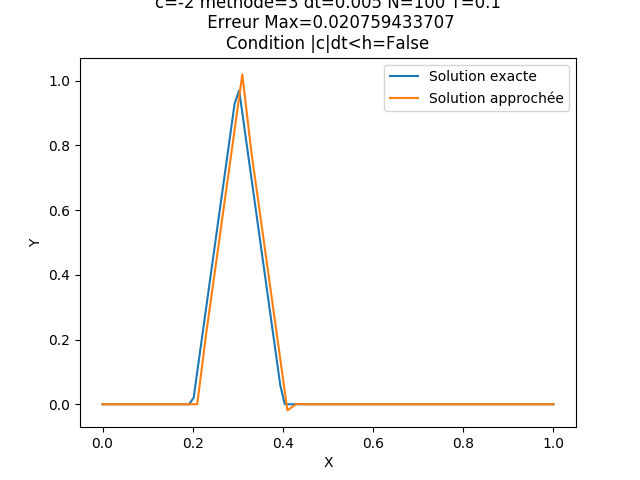 c=-2 methode=3 dt=0.005 N=100 T=0.1
Erreur Max=0.020759433707
Condition |c|dt<h=False
Solution exacte
Solution approchée
1.0
0.8
0.6
0.4
0.2
0.0
Y
0.0 0.2 0.4 0.6 0.8 1.0
X